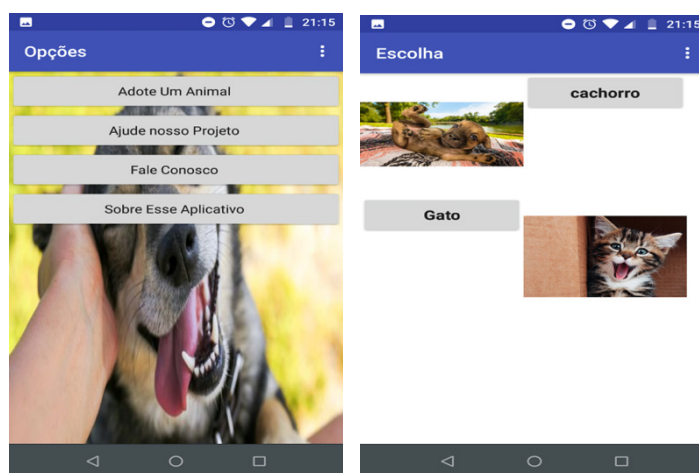 21:15
Opções
Adote Um Animal
Ajude nosso Projeto
Fale Conosco
Sobre Esse Aplicativo
21:15
Escolha
cachorro
Gato